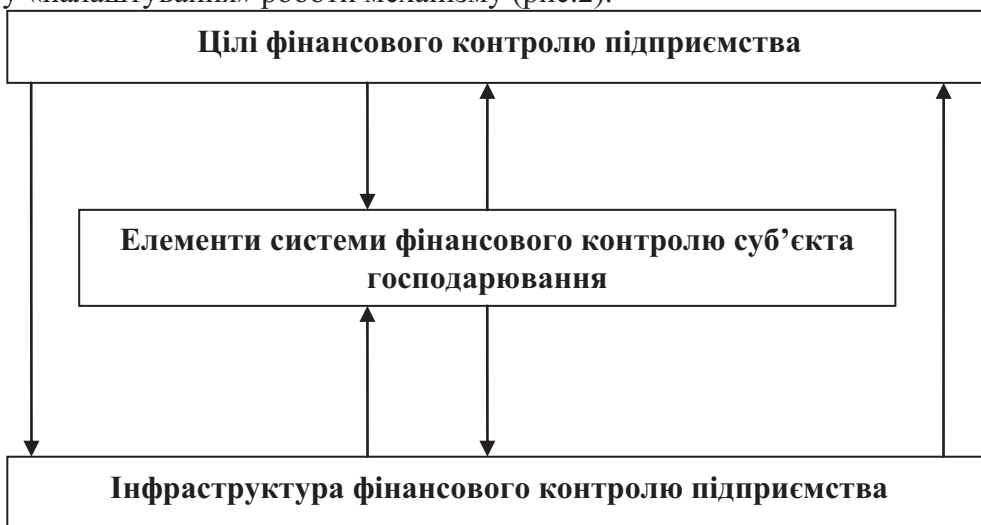 у «налаштування» роботи механізму (рис.2).
Цілі фінансового контролю підприємства
Елементи системи фінансового контролю суб’єкта
господарювання
Інфраструктура фінансового контролю підприємства